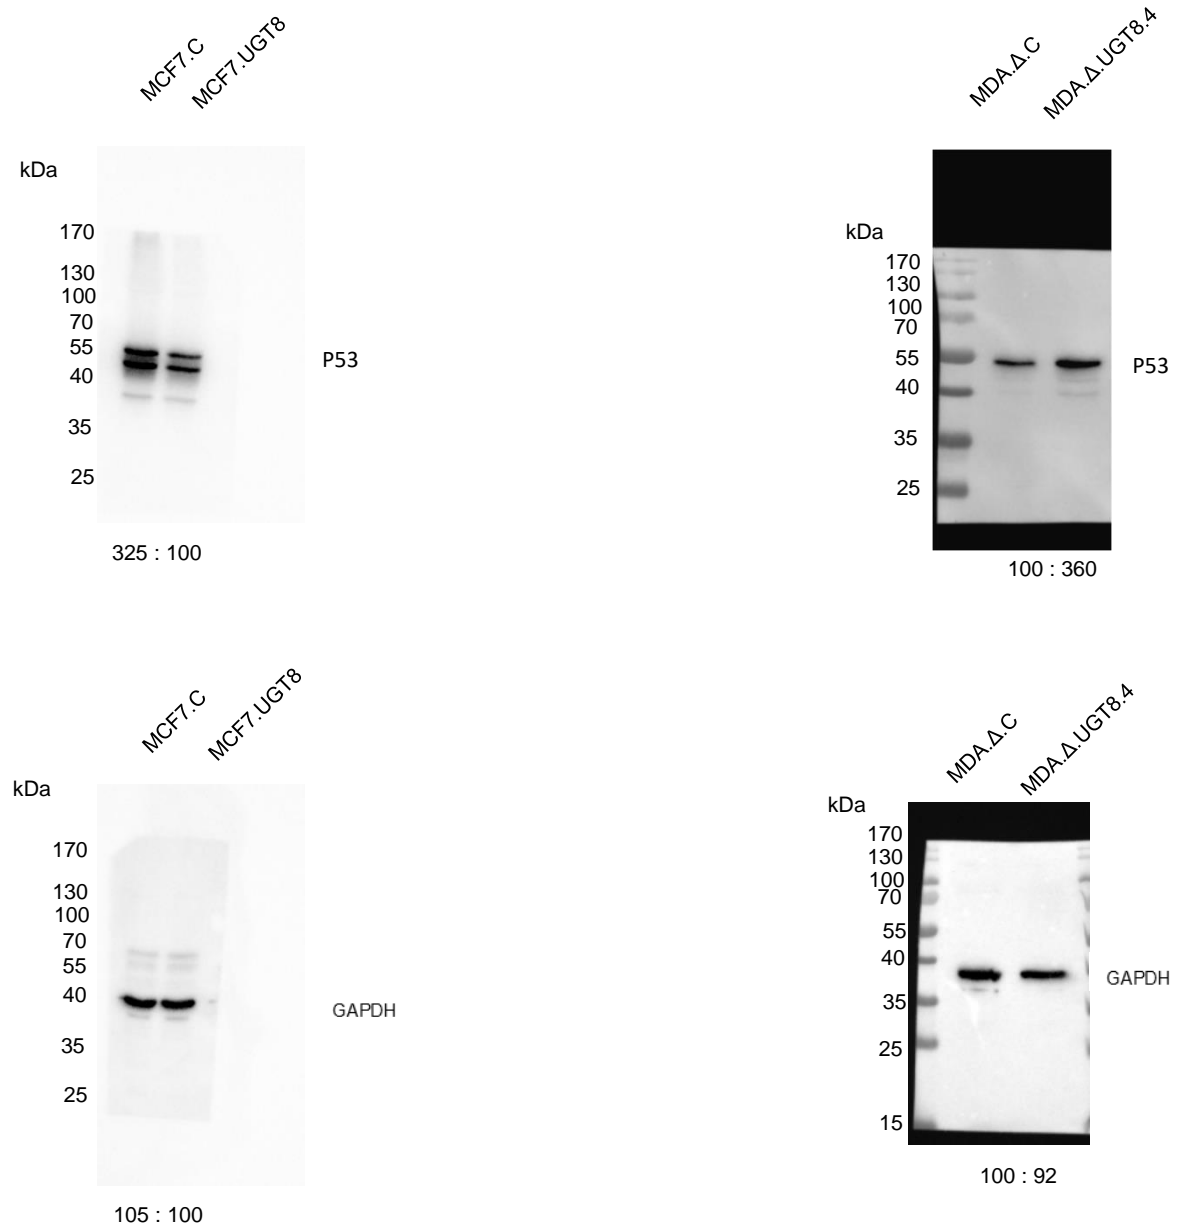 MCF7.C
MCF7.UGT8
kDa
170
130
100
70
55
40
35
25
P53
325 : 100
MDA.Δ.C
MDA.Δ.UGT8.4
kDa
170
130
100
70
55
40
35
25
P53
100 : 360
MCF7.C
MCF7.UGT8
kDa
170
130
100
70
55
40
35
25
GAPDH
105 : 100
MDA.Δ.C
MDA.Δ.UGT8.4
kDa
170
130
100
70
55
40
35
25
15
GAPDH
100 : 92